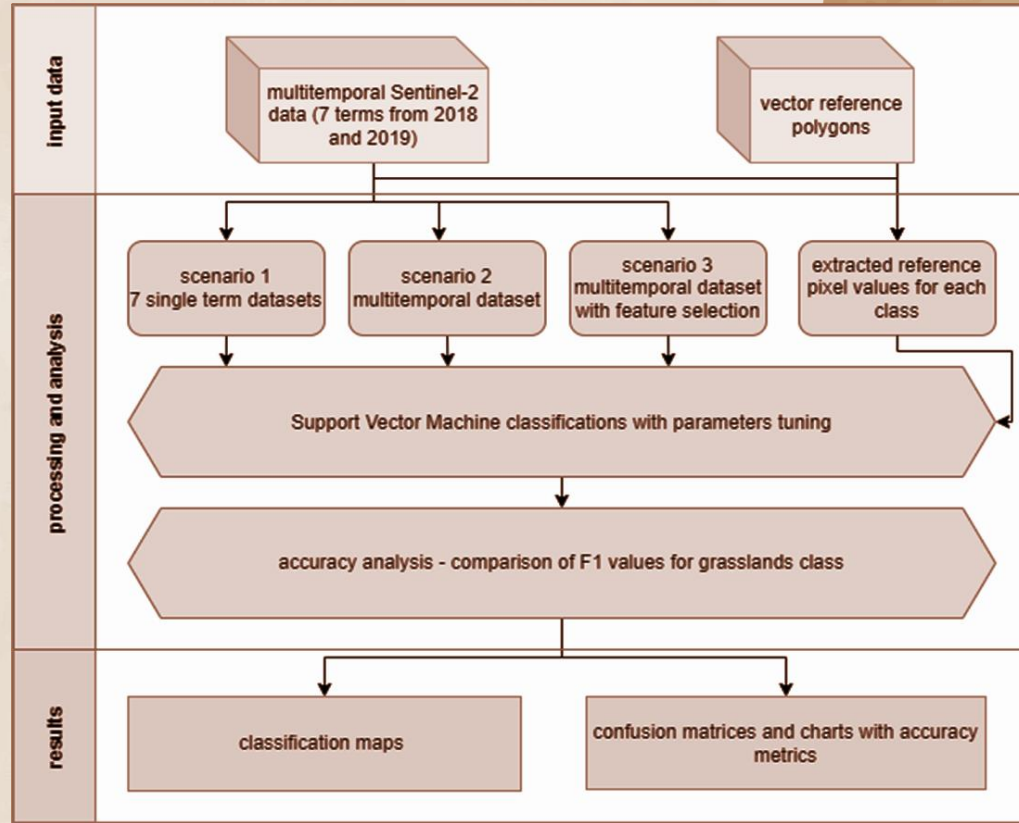 input data
multitemporal Sentinel-2
data (7 terms from 2018
and 2019)
vector reference
polygons
processing and analysis
scenario 1
7 single term datasets
scenario 2
multitemporal dataset
scenario 3
multitemporal dataset
with feature selection
extracted reference
pixel values for each
class
Support Vector Machine classifications with parameters tuning
accuracy analysis - comparison of F1 values for grasslands class
results
classification maps
confusion matrices and charts with accuracy
metrics